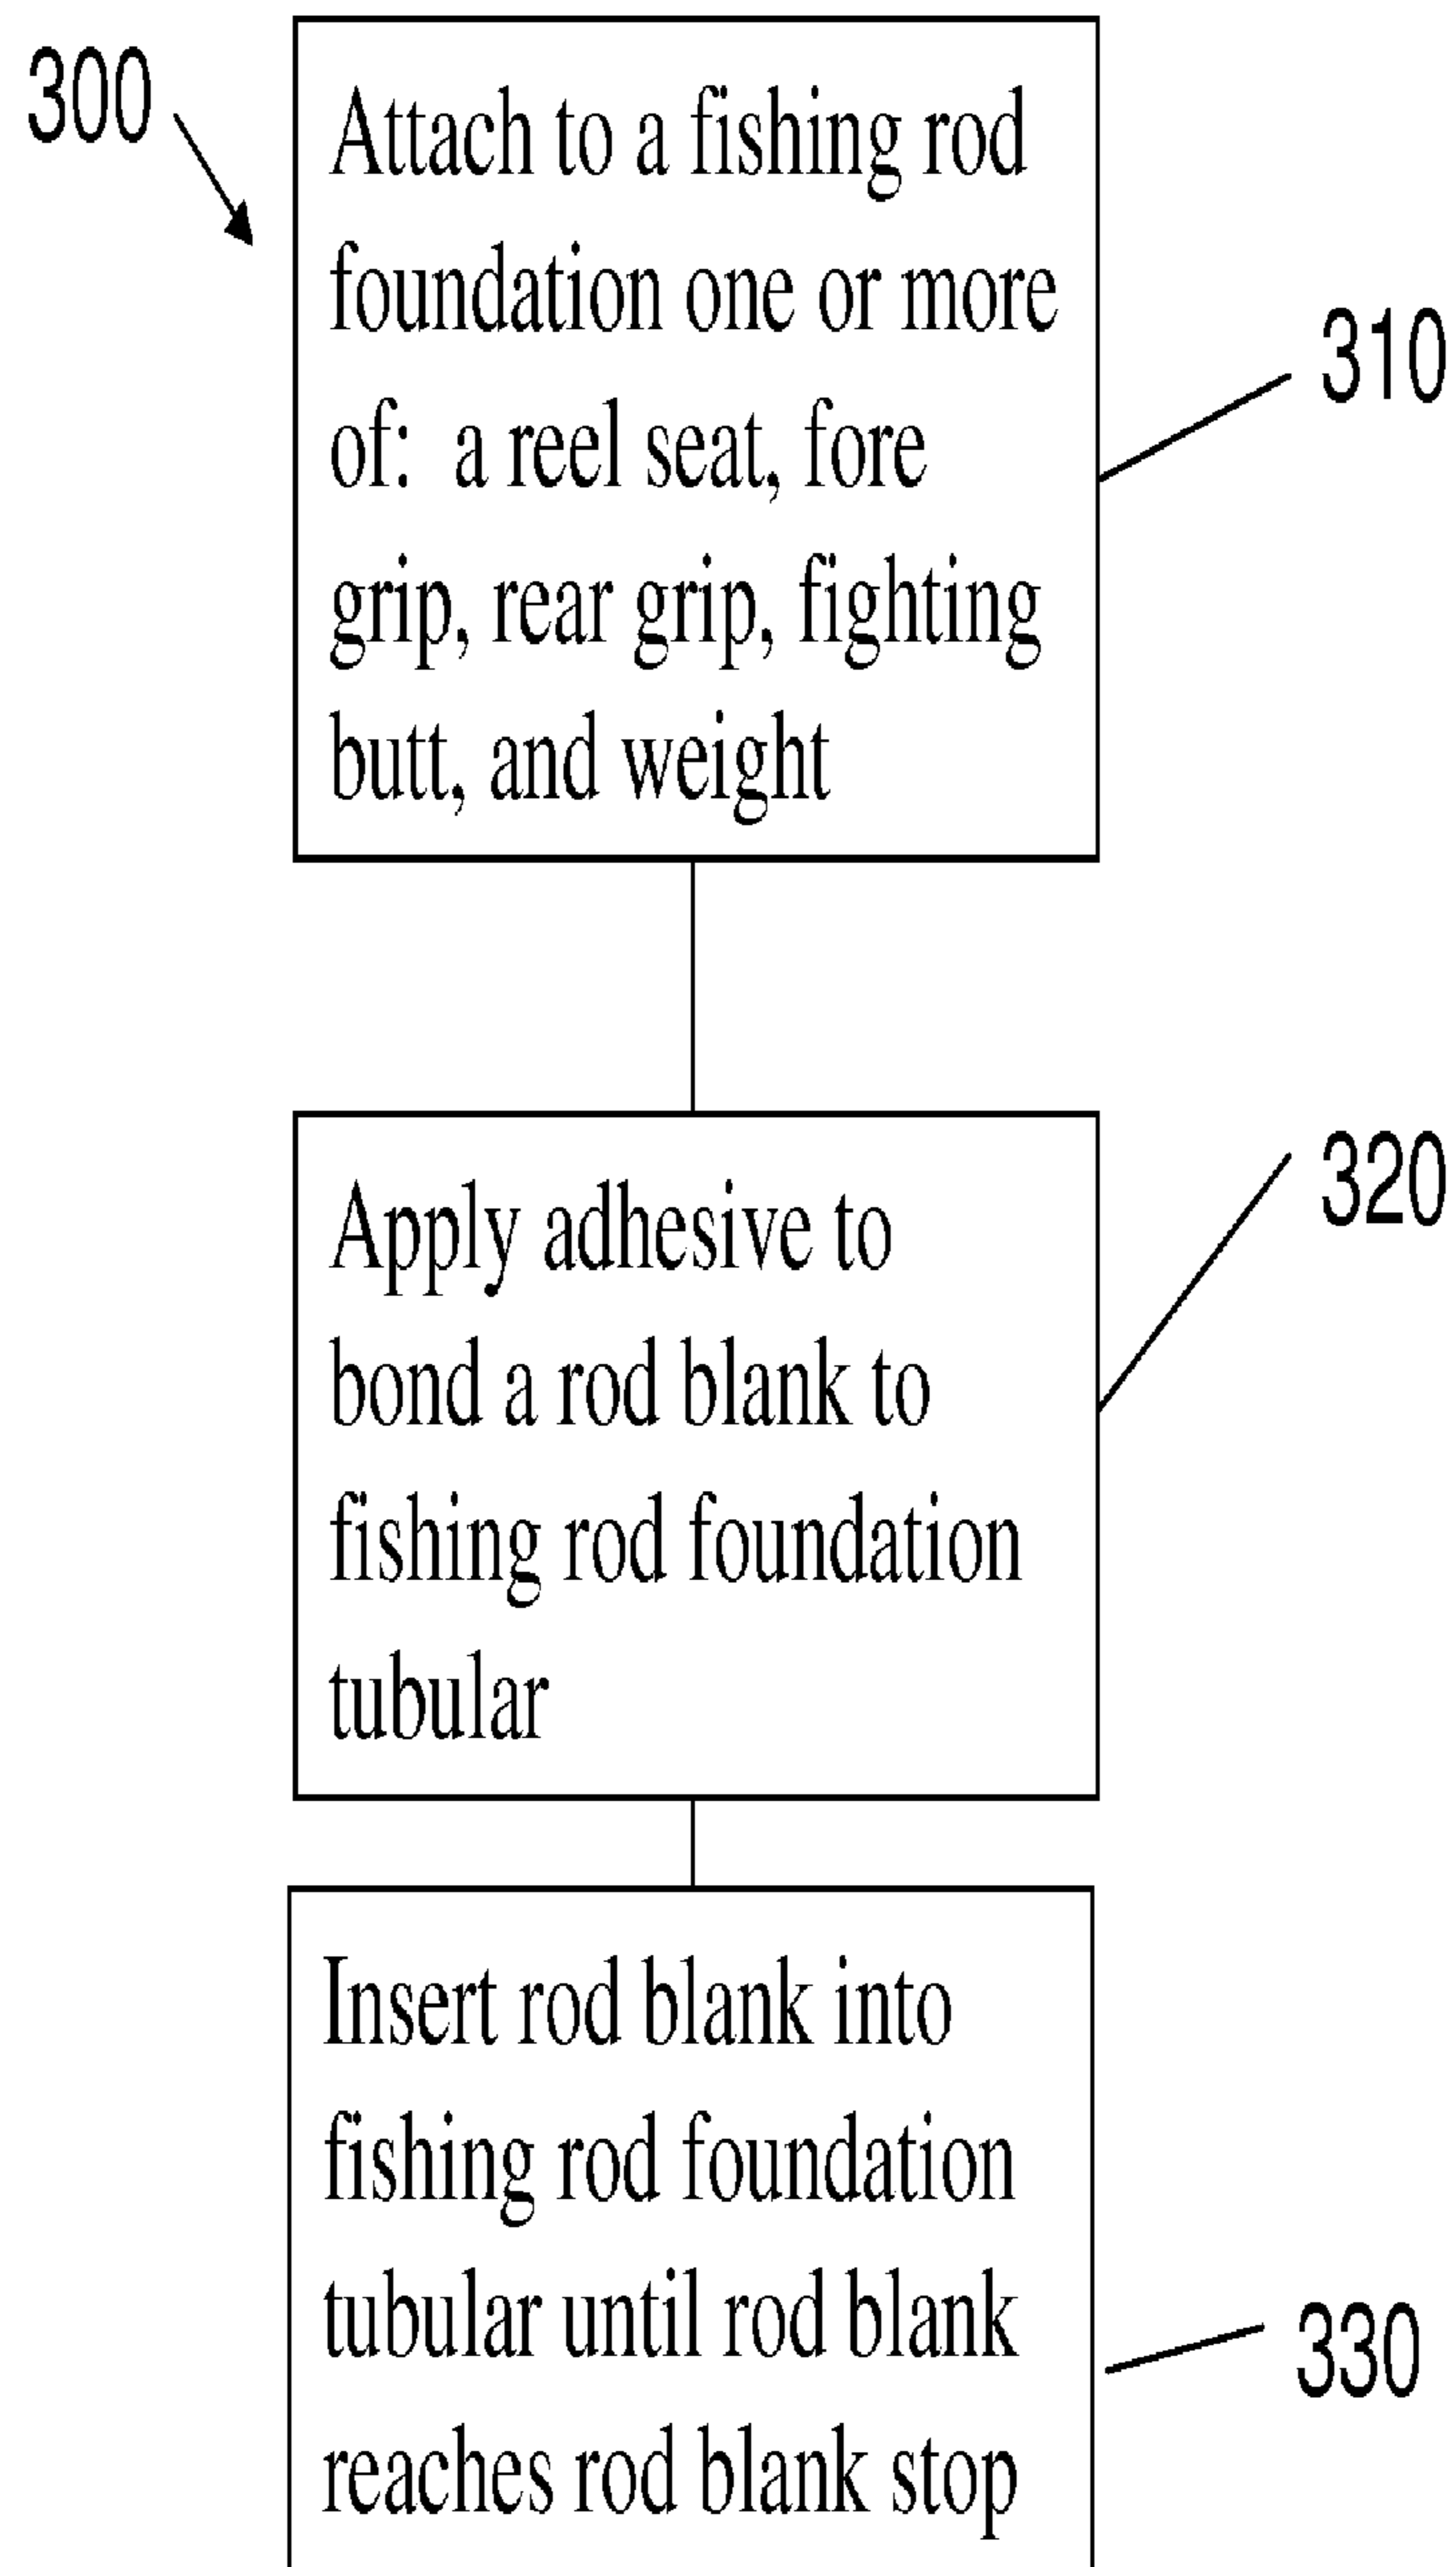 300
Attach to a fishing rod
foundation one or more
of:  a reel seat, fore
grip, rear grip, fighting
butt, and weight
310
Apply adhesive to
bond a rod blank to
fishing rod foundation
tubular
320
Insert rod blank into
fishing rod foundation
tubular until rod blank
reaches rod blank stop
330